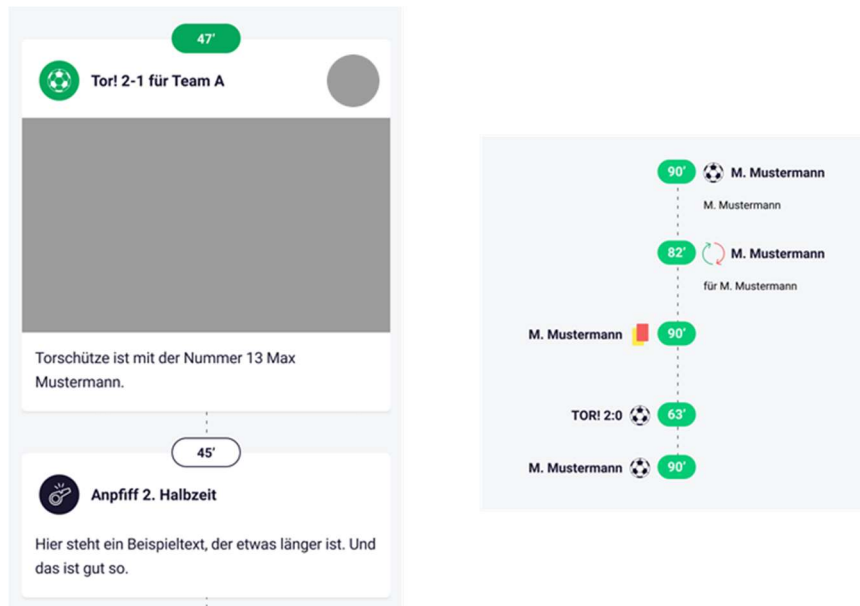 47'
Tor! 2-1 für Team A
Torschütze ist mit der Nummer 13 Max
Mustermann.
45'
Anpfiff 2. Halbzeit
Hier steht ein Beispieltext, der etwas länger ist. Und
das ist gut so.
90' M. Mustermann
M. Mustermann
82' M. Mustermann
für M. Mustermann
M. Mustermann 90'
TOR! 2:0 63'
M. Mustermann 90'